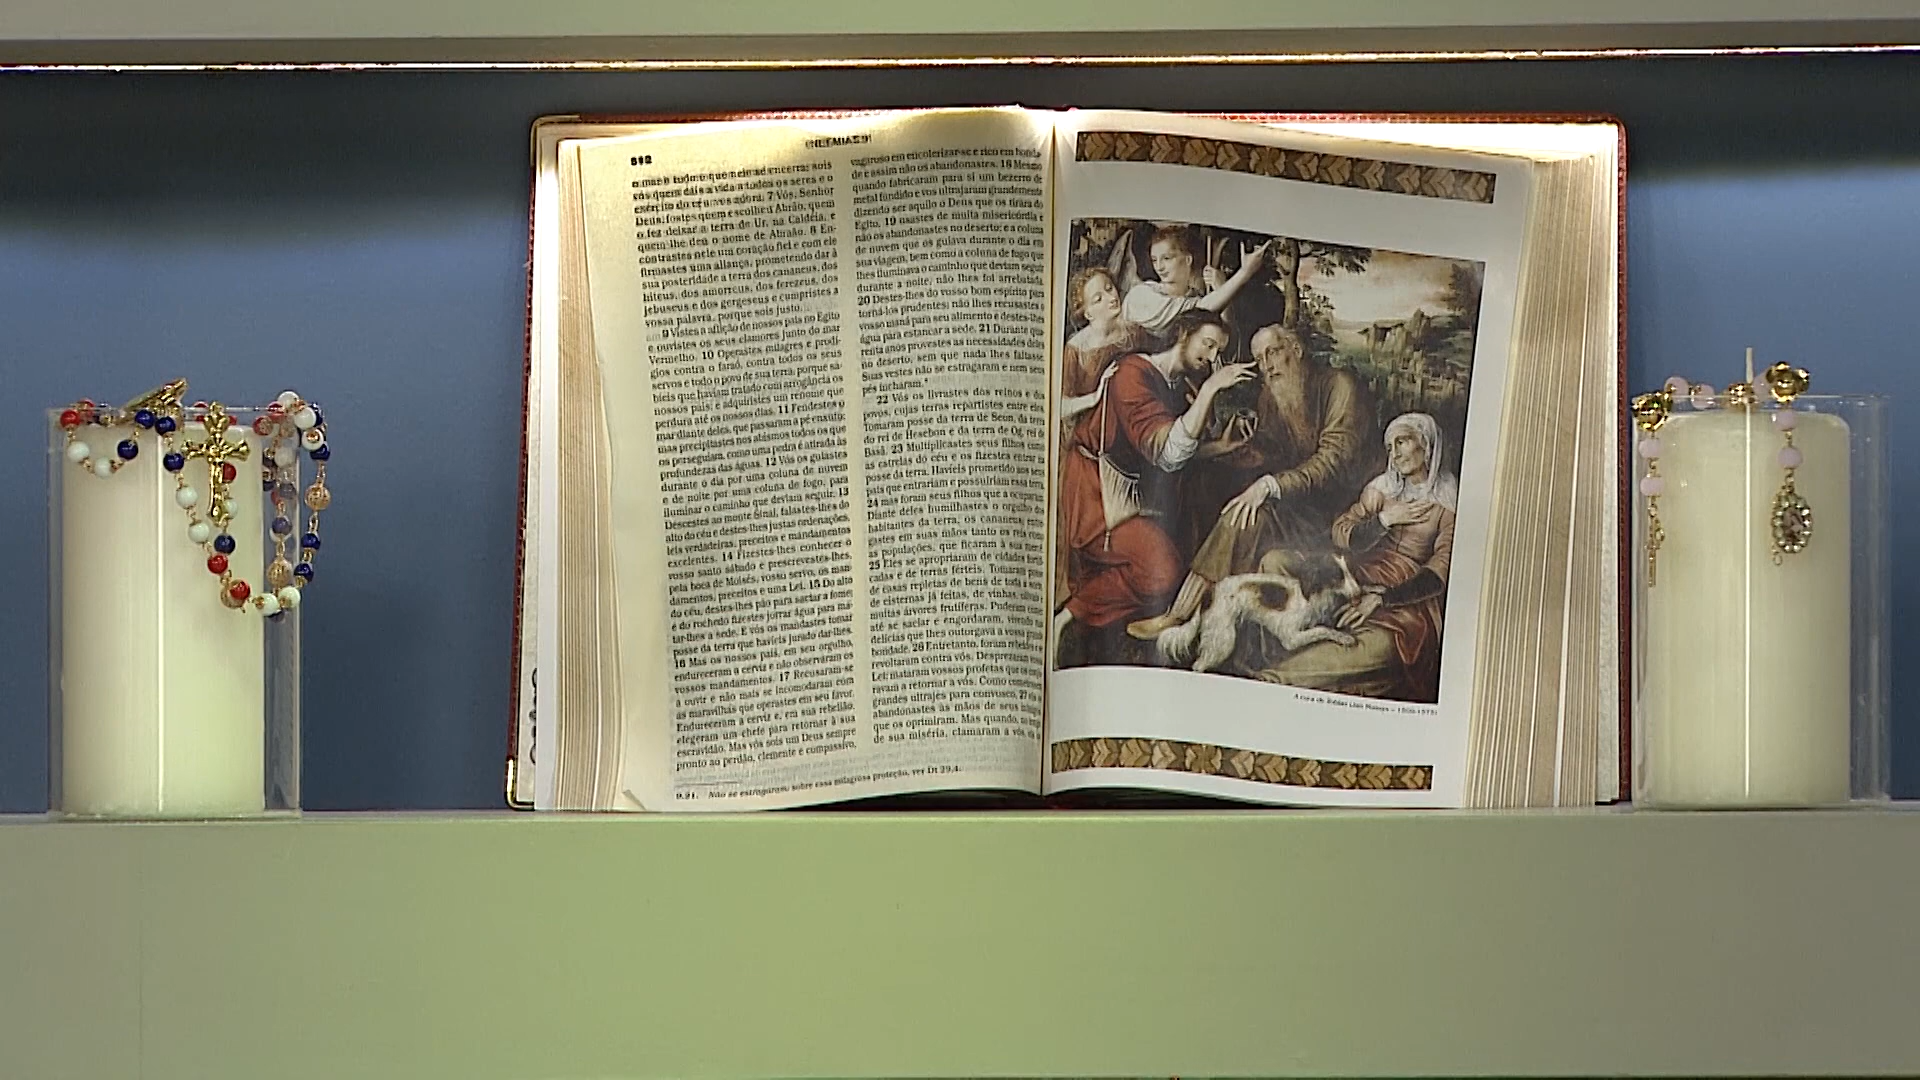 512
NEEMIAS 9
o mar e tudo o que nele se encerra; sois
vós quem dais a vida a todos os seres e o
exército do céu vos adora. 7 Vós, Senhor
Deus, fostes quem escolheu Abrão, quem
o fez deixar a terra de Ur, na Caldéia, e
quem lhe deu o nome de Abraão. 8 En-
contrastes nele um coração fiel e com ele
firmastes uma aliança, prometendo dar à
sua posteridade a terra dos cananeus, dos
hiteus, dos amorreus, dos ferezeus, dos
jebuseus e dos gergeseus e cumpristes a
vossa palavra, porque sois justo.
9 Vistes a aflição de nossos pais no Egito
e ouvistes os seus clamores junto do mar
Vermelho. 10 Operastes milagres e prodí-
gios contra o faraó, contra todos os seus
servos e todo o povo de sua terra, porque sa-
bíeis que haviam tratado com arrogância os
nossos pais; e adquiristes um renome que
perdura até os nossos dias. 11 Fendestes o
mar diante deles, que passaram a pé enxuto;
mas precipitastes nos abismos todos os que
os perseguiam, como uma pedra é atirada às
profundezas das águas. 12 Vós os guiastes
durante o dia por uma coluna de nuvem
e de noite por uma coluna de fogo, para
iluminar o caminho que deviam seguir. 13
Descestes ao monte Sinai, falastes-lhes do
alto do céu e destes-lhes justas ordenações,
leis verdadeiras, preceitos e mandamentos
excelentes. 14 Fizestes-lhes conhecer o
vosso santo sábado e prescrevestes-lhes,
pela boca de Moisés, vosso servo, os man-
damentos, preceitos e uma Lei. 15 Do alto
do céu, destes-lhes pão para saciar a fome;
e do rochedo fizestes jorrar água para ma-
tar-lhes a sede. E vós os mandastes tomar
posse da terra que havíeis jurado dar-lhes.
16 Mas os nossos pais, em seu orgulho,
endureceram a cerviz e não observaram os
vossos mandamentos. 17 Recusaram-se
a ouvir e não mais se incomodaram com
as maravilhas que operastes em seu favor.
Endureceram a cerviz e, em sua rebelião,
elegeram um chefe para retornar à sua
escravidão. Mas vós sois um Deus sempre
pronto ao perdão, clemente e compassivo,
vagaroso em encolerizar-se e rico em bonda-
de e assim não os abandonastes. 18 Mesmo
quando fabricaram para si um bezerro de
metal fundido e vos ultrajaram grandemente
dizendo ser aquilo o Deus que os tirara do
Egito, 19 usastes de muita misericórdia e
não os abandonastes no deserto; e a coluna
de nuvem que os guiava durante o dia em
sua viagem, bem como a coluna de fogo que
lhes iluminava o caminho que deviam seguir
durante a noite, não lhes foi arrebatada.
20 Destes-lhes do vosso bom espírito para
torná-los prudentes; não lhes recusastes o
vosso maná para seu alimento e destes-lhes
água para estancar a sede. 21 Durante qua-
renta anos provestes as necessidades deles
no deserto, sem que nada lhes faltasse.
Suas vestes não se estragaram e nem seus
pés incharam.*
22 Vós os livrastes dos reinos e dos
povos, cujas terras repartistes entre eles.
Tomaram posse da terra de Seon, da terra
do rei de Hesebon e da terra de Og, rei de
Basã. 23 Multiplicastes seus filhos como
as estrelas do céu e os fizestes entrar na
posse da terra. Havíeis prometido aos seus
pais que entrariam e possuiriam essa terra,
24 mas foram seus filhos que a ocuparam.
Diante deles humilhastes o orgulho dos
habitantes da terra, os cananeus,
gastes em suas mãos tanto os reis como
as populações, que ficaram à sua mercê.
25 Eles se apropriaram de cidades forti-
cadas e de terras férteis. Tomaram posse
de casas repletas de bens de toda a sorte,
de cisternas já feitas, de vinhas,
muitas árvores frutíferas. Puderam comer
até se saciar e engordaram, vivendo nas
delícias que lhes outorgava a vossa grande
bondade. 26 Entretanto, foram rebeldes e
revoltaram contra vós. Desprezaram vossa
Lei; mataram vossos profetas que os
ravam a retornar a vós. Como cometessem
grandes ultrajes para convosco, 27
abandonastes às mãos de seus inimigos
que os oprimiram. Mas quando, no tempo
de sua miséria, clamaram a vós,
9,21. Não se estragaram: sobre essa milagrosa proteção, ver Dt 29,4.
A cura de Tobias (Jan Massys – 1509-1575)